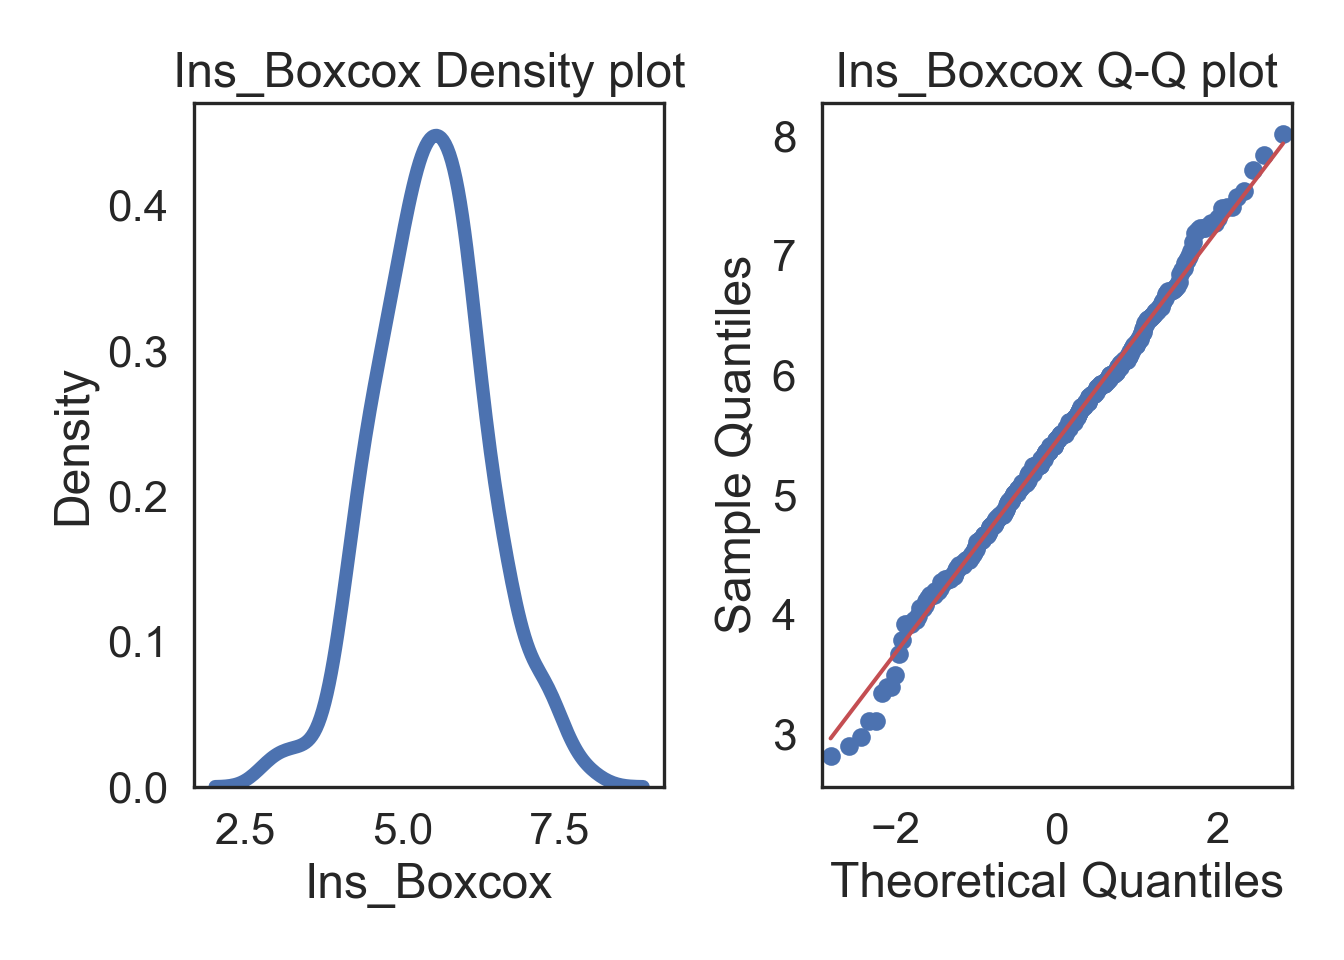 Ins_Boxcox Density plot
Density
0.4
0.3
0.2
0.1
0.0
2.5 5.0 7.5
Ins_Boxcox
Ins_Boxcox Q-Q plot
Sample Quantiles
8
7
6
5
4
3
−2 0 2
Theoretical Quantiles